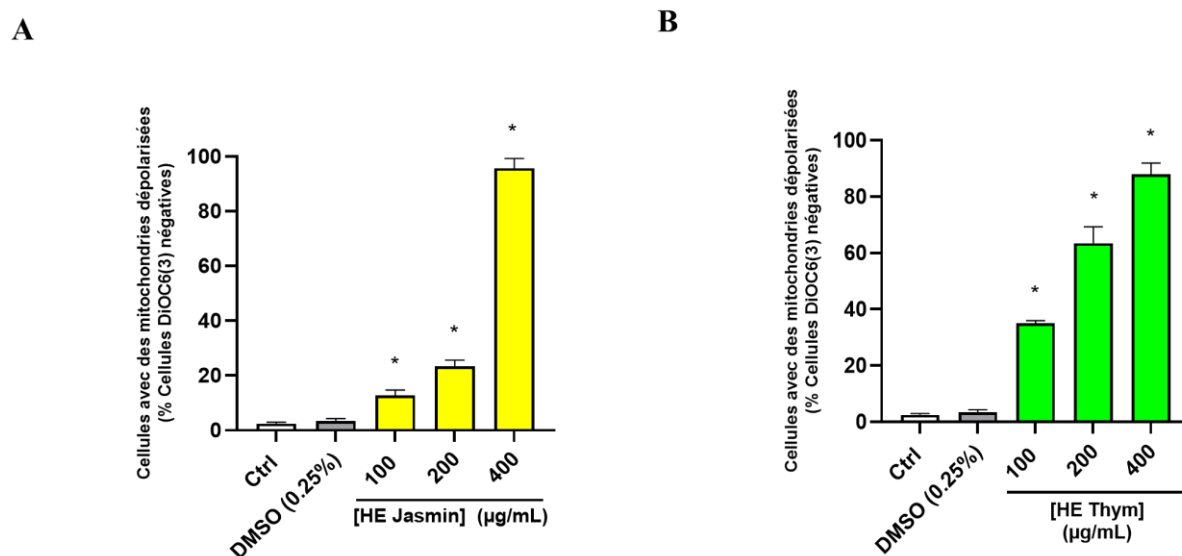 A
Cellules avec des mitochondries dépolarisées
(% Cellules DiOC6(3) négatives)
100
80
60
40
20
0
*
*
*
Ctrl
DMSO (0.25%)
100
200
400
[HE Jasmin] (µg/mL)
B
Cellules avec des mitochondries dépolarisées
(% Cellules DiOC6(3) négatives)
100
80
60
40
20
0
*
*
*
Ctrl
DMSO (0.25%)
100
200
400
[HE Thym]
(µg/mL)